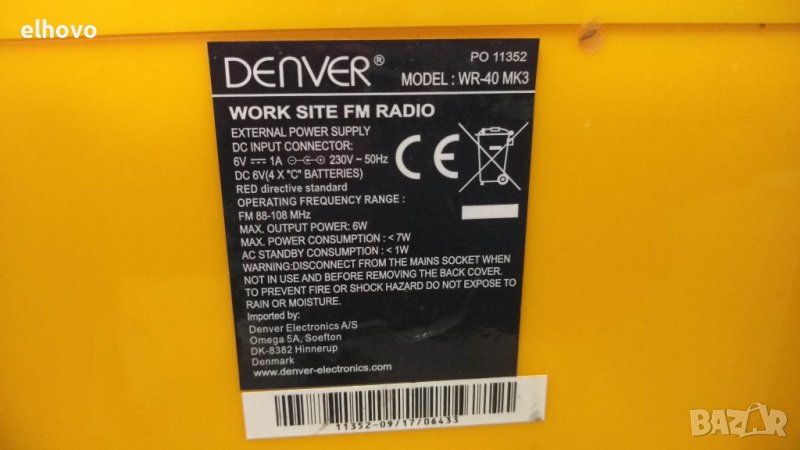 elhovo
DENVER®
PO 11352
MODEL : WR-40 MK3
WORK SITE FM RADIO
EXTERNAL POWER SUPPLY
DC INPUT CONNECTOR:
6V 1A 230V ~ 50Hz
DC 6V(4 X "C" BATTERIES)
RED directive standard
OPERATING FREQUENCY RANGE :
FM 88-108 MHz
MAX. OUTPUT POWER: 6W
MAX. POWER CONSUMPTION : < 7W
AC STANDBY CONSUMPTION : < 1W
WARNING:DISCONNECT FROM THE MAINS SOCKET WHEN
NOT IN USE AND BEFORE REMOVING THE BACK COVER.
TO PREVENT FIRE OR SHOCK HAZARD DO NOT EXPOSE TO
RAIN OR MOISTURE.
Imported by:
Denver Electronics A/S
Omega 5A, Soefton
DK-8382 Hinnerup
Denmark
www.denver-electronics.com
CE
11352-09/17/06433
BAZAR